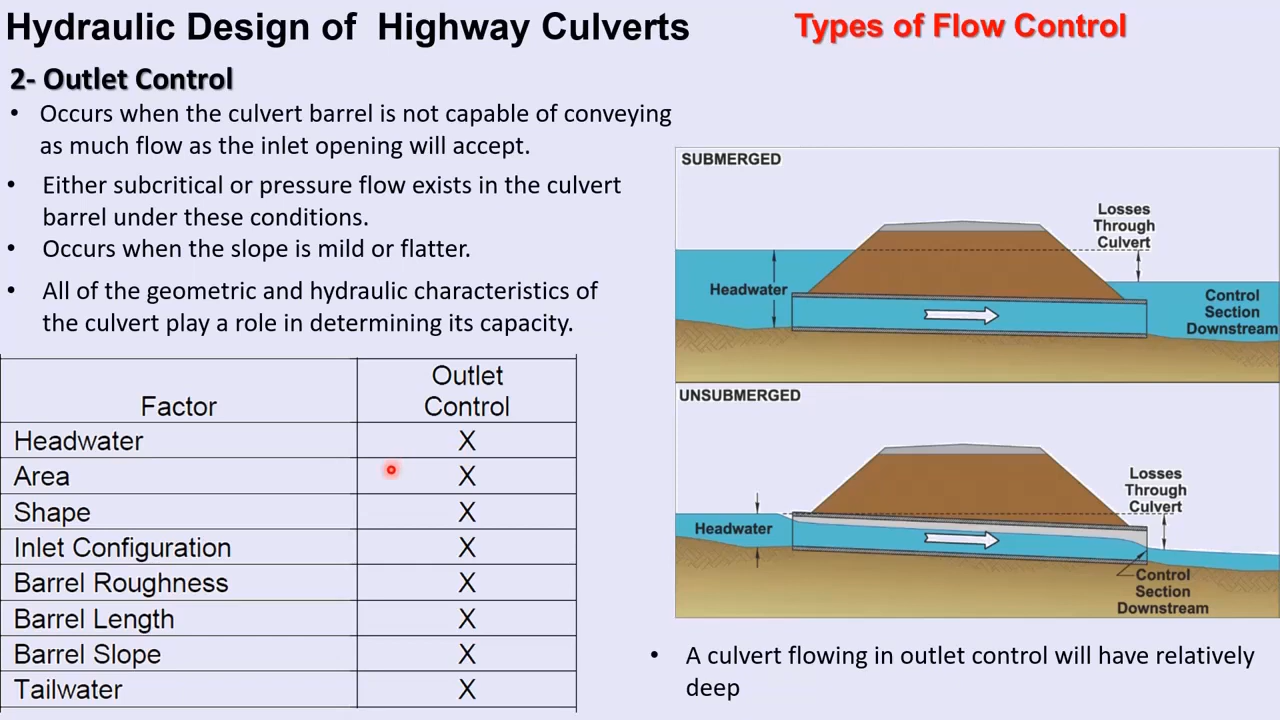 Hydraulic Design of Highway Culverts
Types of Flow Control
2- Outlet Control
• Occurs when the culvert barrel is not capable of conveying
as much flow as the inlet opening will accept.
• Either subcritical or pressure flow exists in the culvert
barrel under these conditions.
• Occurs when the slope is mild or flatter.
• All of the geometric and hydraulic characteristics of
the culvert play a role in determining its capacity.
Factor
Outlet
Control
Headwater X
Area X
Shape X
Inlet Configuration X
Barrel Roughness X
Barrel Length X
Barrel Slope X
Tailwater X
SUBMERGED
Losses
Through
Culvert
Headwater
Control
Section
Downstream
UNSUBMERGED
Losses
Through
Culvert
Headwater
Control
Section
Downstream
• A culvert flowing in outlet control will have relatively
deep